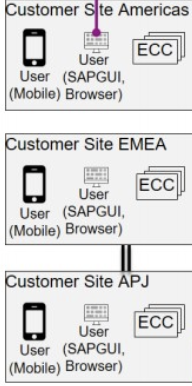 Customer Site Americas
ECC
User
User (SAPGUI,
(Mobile) Browser)
Customer Site EMEA
ECC
User
User (SAPGUI,
(Mobile) Browser)
Customer Site APJ
ECC
User
User (SAPGUI,
(Mobile) Browser)